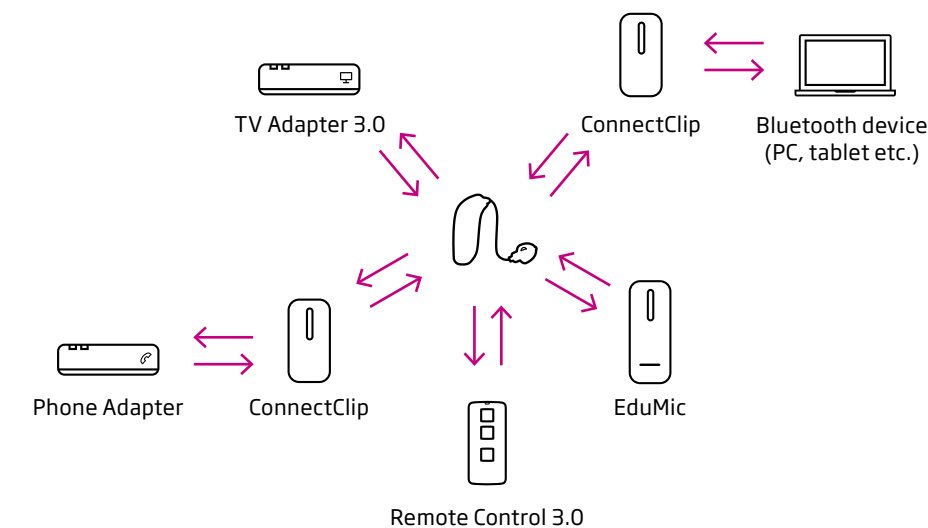 TV Adapter 3.0
ConnectClip
Bluetooth device
(PC, tablet etc.)
Phone Adapter
ConnectClip
EduMic
Remote Control 3.0